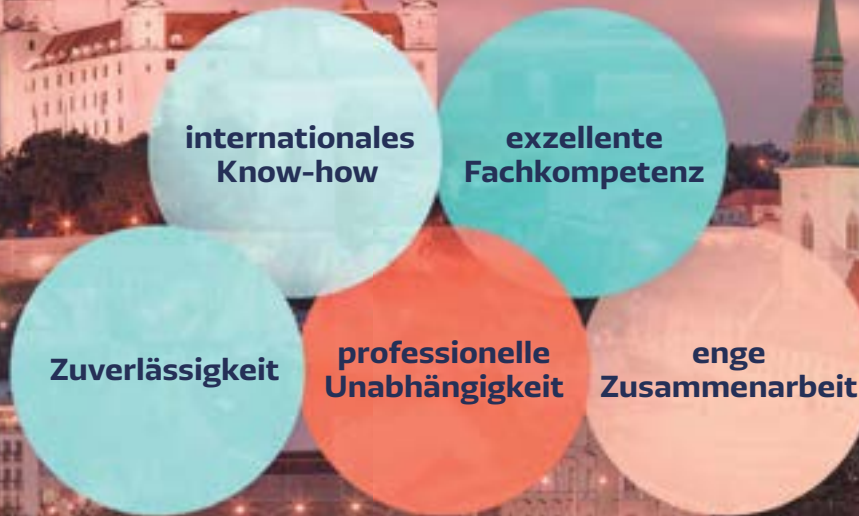 internationales
Know-how
exzellente
Fachkompetenz
Zuverlässigkeit
professionelle
Unabhängigkeit
enge
Zusammenarbeit